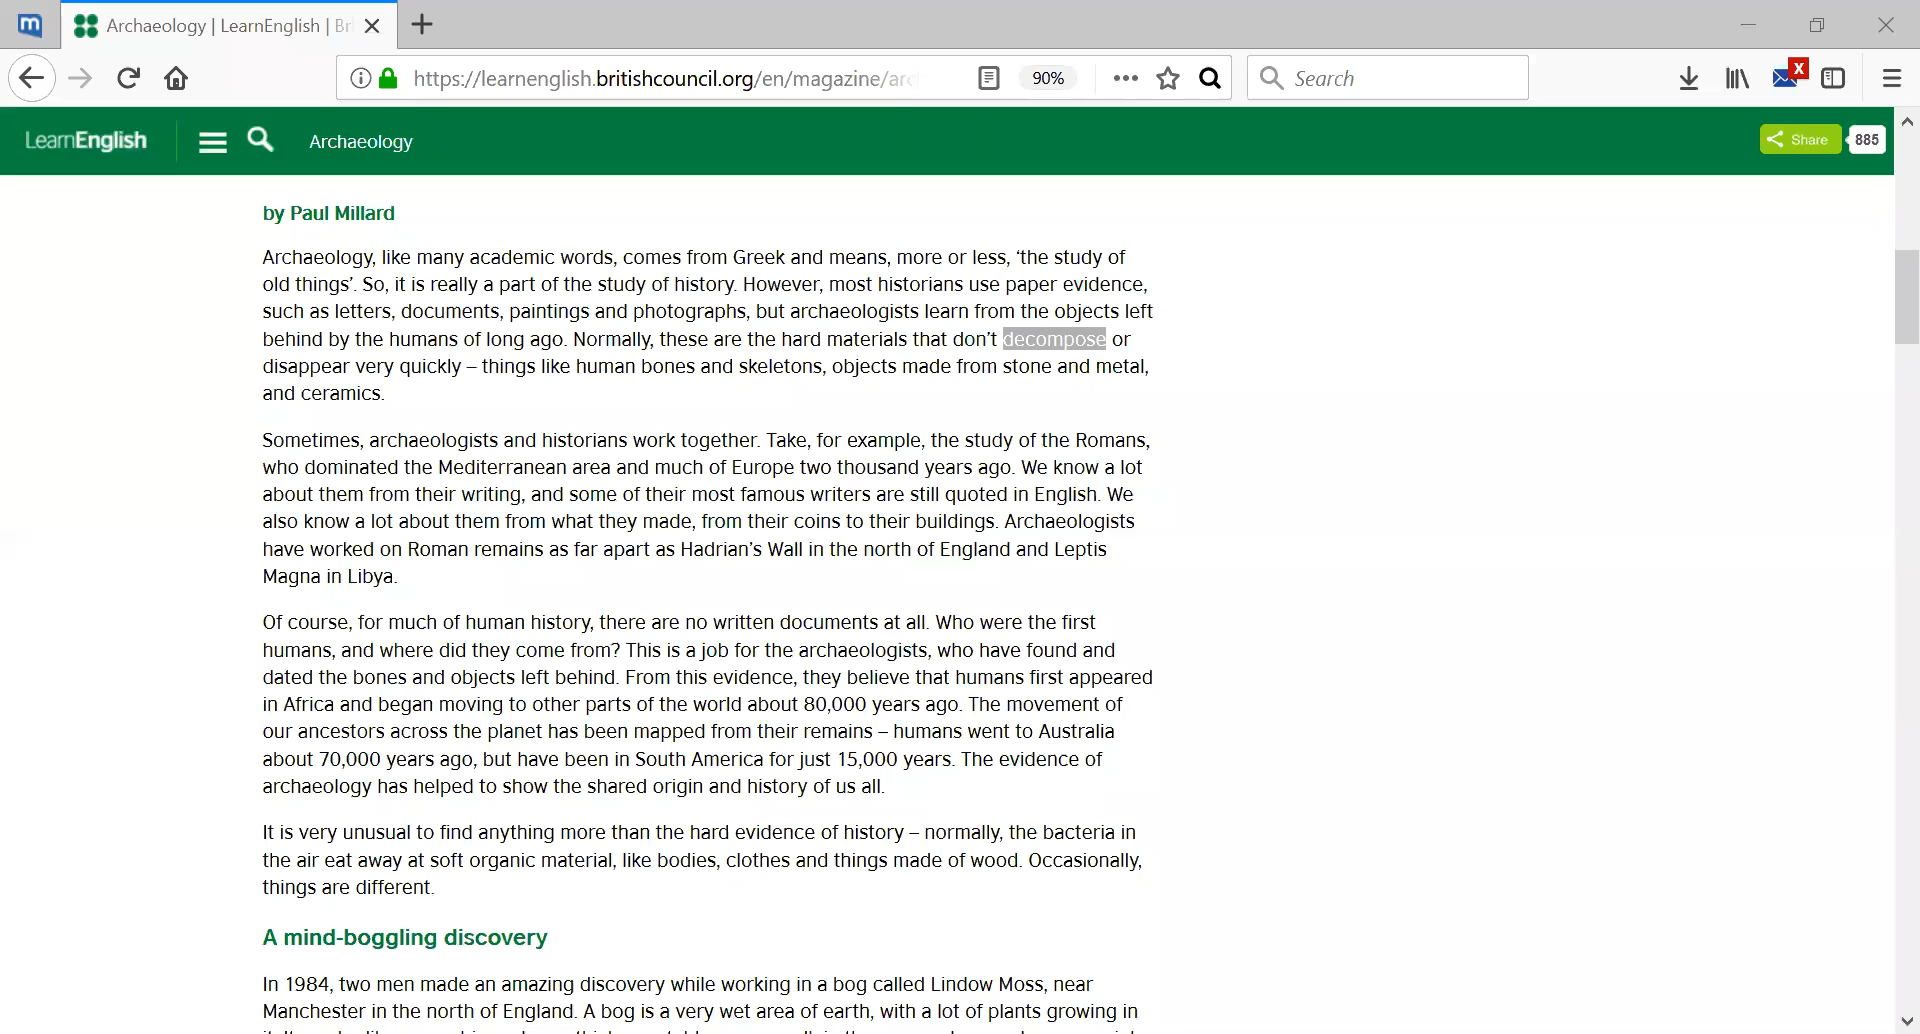 Archaeology | LearnEnglish | Br
https://learnenglish.britishcouncil.org/en/magazine/arc
90%
Search
X
LearnEnglish
Archaeology
Share
885
by Paul Millard
Archaeology, like many academic words, comes from Greek and means, more or less, ‘the study of
old things’. So, it is really a part of the study of history. However, most historians use paper evidence,
such as letters, documents, paintings and photographs, but archaeologists learn from the objects left
behind by the humans of long ago. Normally, these are the hard materials that don’t decompose or
disappear very quickly – things like human bones and skeletons, objects made from stone and metal,
and ceramics.
Sometimes, archaeologists and historians work together. Take, for example, the study of the Romans,
who dominated the Mediterranean area and much of Europe two thousand years ago. We know a lot
about them from their writing, and some of their most famous writers are still quoted in English. We
also know a lot about them from what they made, from their coins to their buildings. Archaeologists
have worked on Roman remains as far apart as Hadrian’s Wall in the north of England and Leptis
Magna in Libya.
Of course, for much of human history, there are no written documents at all. Who were the first
humans, and where did they come from? This is a job for the archaeologists, who have found and
dated the bones and objects left behind. From this evidence, they believe that humans first appeared
in Africa and began moving to other parts of the world about 80,000 years ago. The movement of
our ancestors across the planet has been mapped from their remains – humans went to Australia
about 70,000 years ago, but have been in South America for just 15,000 years. The evidence of
archaeology has helped to show the shared origin and history of us all.
It is very unusual to find anything more than the hard evidence of history – normally, the bacteria in
the air eat away at soft organic material, like bodies, clothes and things made of wood. Occasionally,
things are different.
A mind-boggling discovery
In 1984, two men made an amazing discovery while working in a bog called Lindow Moss, near
Manchester in the north of England. A bog is a very wet area of earth, with a lot of plants growing in